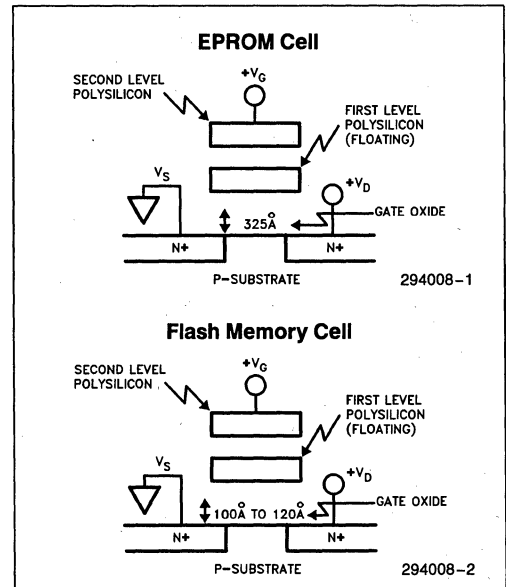 EPROM Cell
SECOND LEVEL
POLYSILICON
+VG
FIRST LEVEL
POLYSILICON
(FLOATING)
VS
+VD
325Å
GATE OXIDE
N+
N+
P-SUBSTRATE
294008-1
Flash Memory Cell
SECOND LEVEL
POLYSILICON
+VG
FIRST LEVEL
POLYSILICON
(FLOATING)
VS
+VD
100Å TO 120Å
GATE OXIDE
N+
N+
P-SUBSTRATE
294008-2